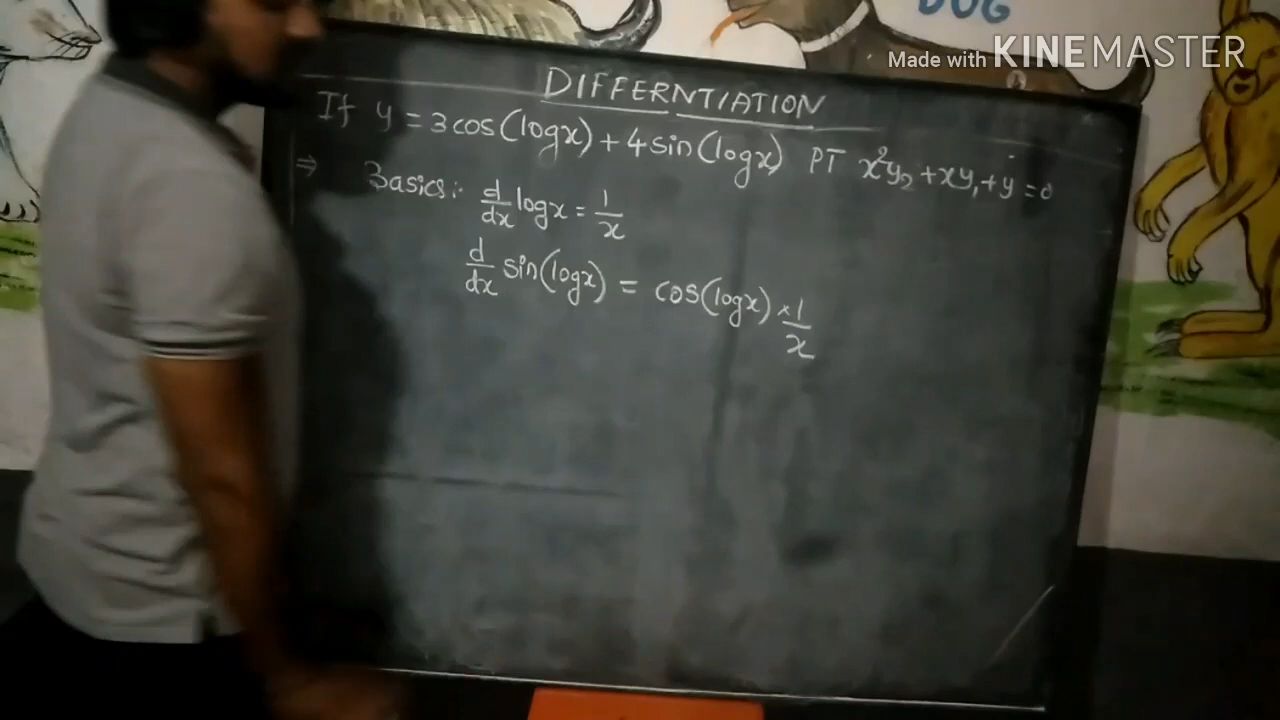 DOG
Made with KINEMASTER
DIFFERNTIATION
If y = 3cos(logx) + 4sin(logx) PT x²y₂ + xy₁ + y = 0
⇒ Basics:- d/dx logx = 1/x
d/dx sin(logx) = cos(logx) × 1/x